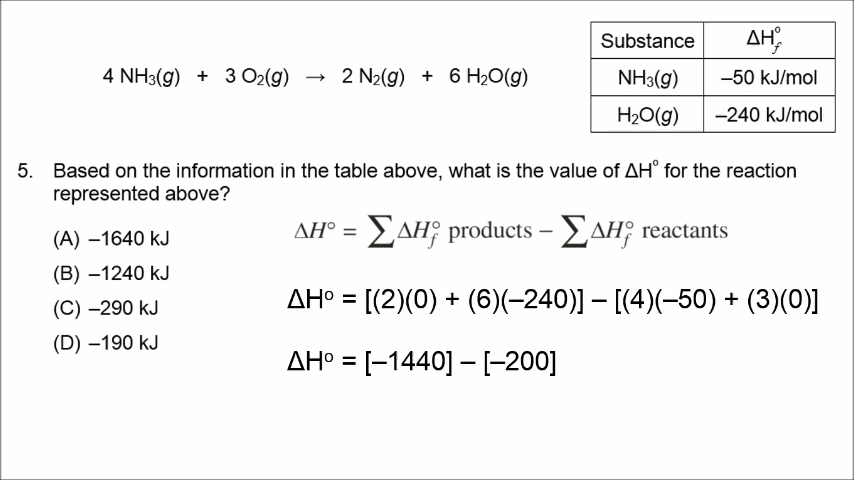 4 NH₃(g) + 3 O₂(g) → 2 N₂(g) + 6 H₂O(g)
Substance ΔH°f
NH₃(g) –50 kJ/mol
H₂O(g) –240 kJ/mol
5. Based on the information in the table above, what is the value of ΔH° for the reaction
represented above?
(A) –1640 kJ
(B) –1240 kJ
(C) –290 kJ
(D) –190 kJ
ΔH° = ∑ΔH°f products – ∑ΔH°f reactants
ΔHº = [(2)(0) + (6)(–240)] – [(4)(–50) + (3)(0)]
ΔHº = [–1440] – [–200]